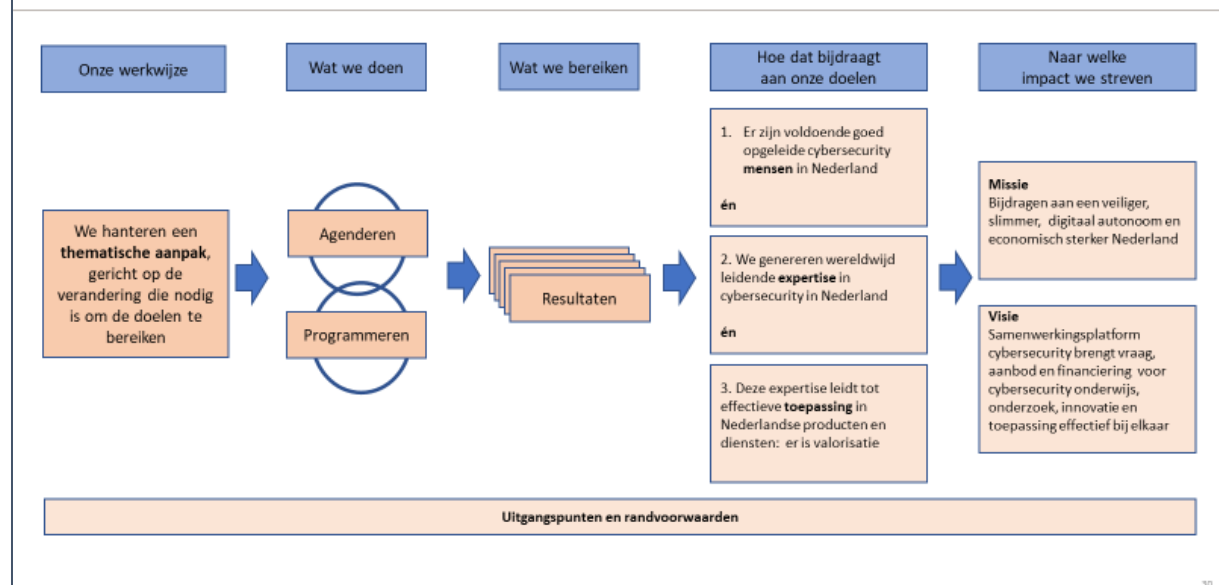 Onze werkwijze
Wat we doen
Wat we bereiken
Hoe dat bijdraagt
aan onze doelen
Naar welke
impact we streven
We hanteren een
thematische aanpak,
gericht op de
verandering die nodig
is om de doelen te
bereiken
Agenderen
Programmeren
Resultaten
1. Er zijn voldoende goed
opgeleide cybersecurity
mensen in Nederland
én
2. We genereren wereldwijd
leidende expertise in
cybersecurity in Nederland
én
3. Deze expertise leidt tot
effectieve toepassing in
Nederlandse producten en
diensten: er is valorisatie
Missie
Bijdragen aan een veiliger,
slimmer, digitaal autonoom en
economisch sterker Nederland
Visie
Samenwerkingsplatform
cybersecurity brengt vraag,
aanbod en financiering voor
cybersecurity onderwijs,
onderzoek, innovatie en
toepassing effectief bij elkaar
Uitgangspunten en randvoorwaarden